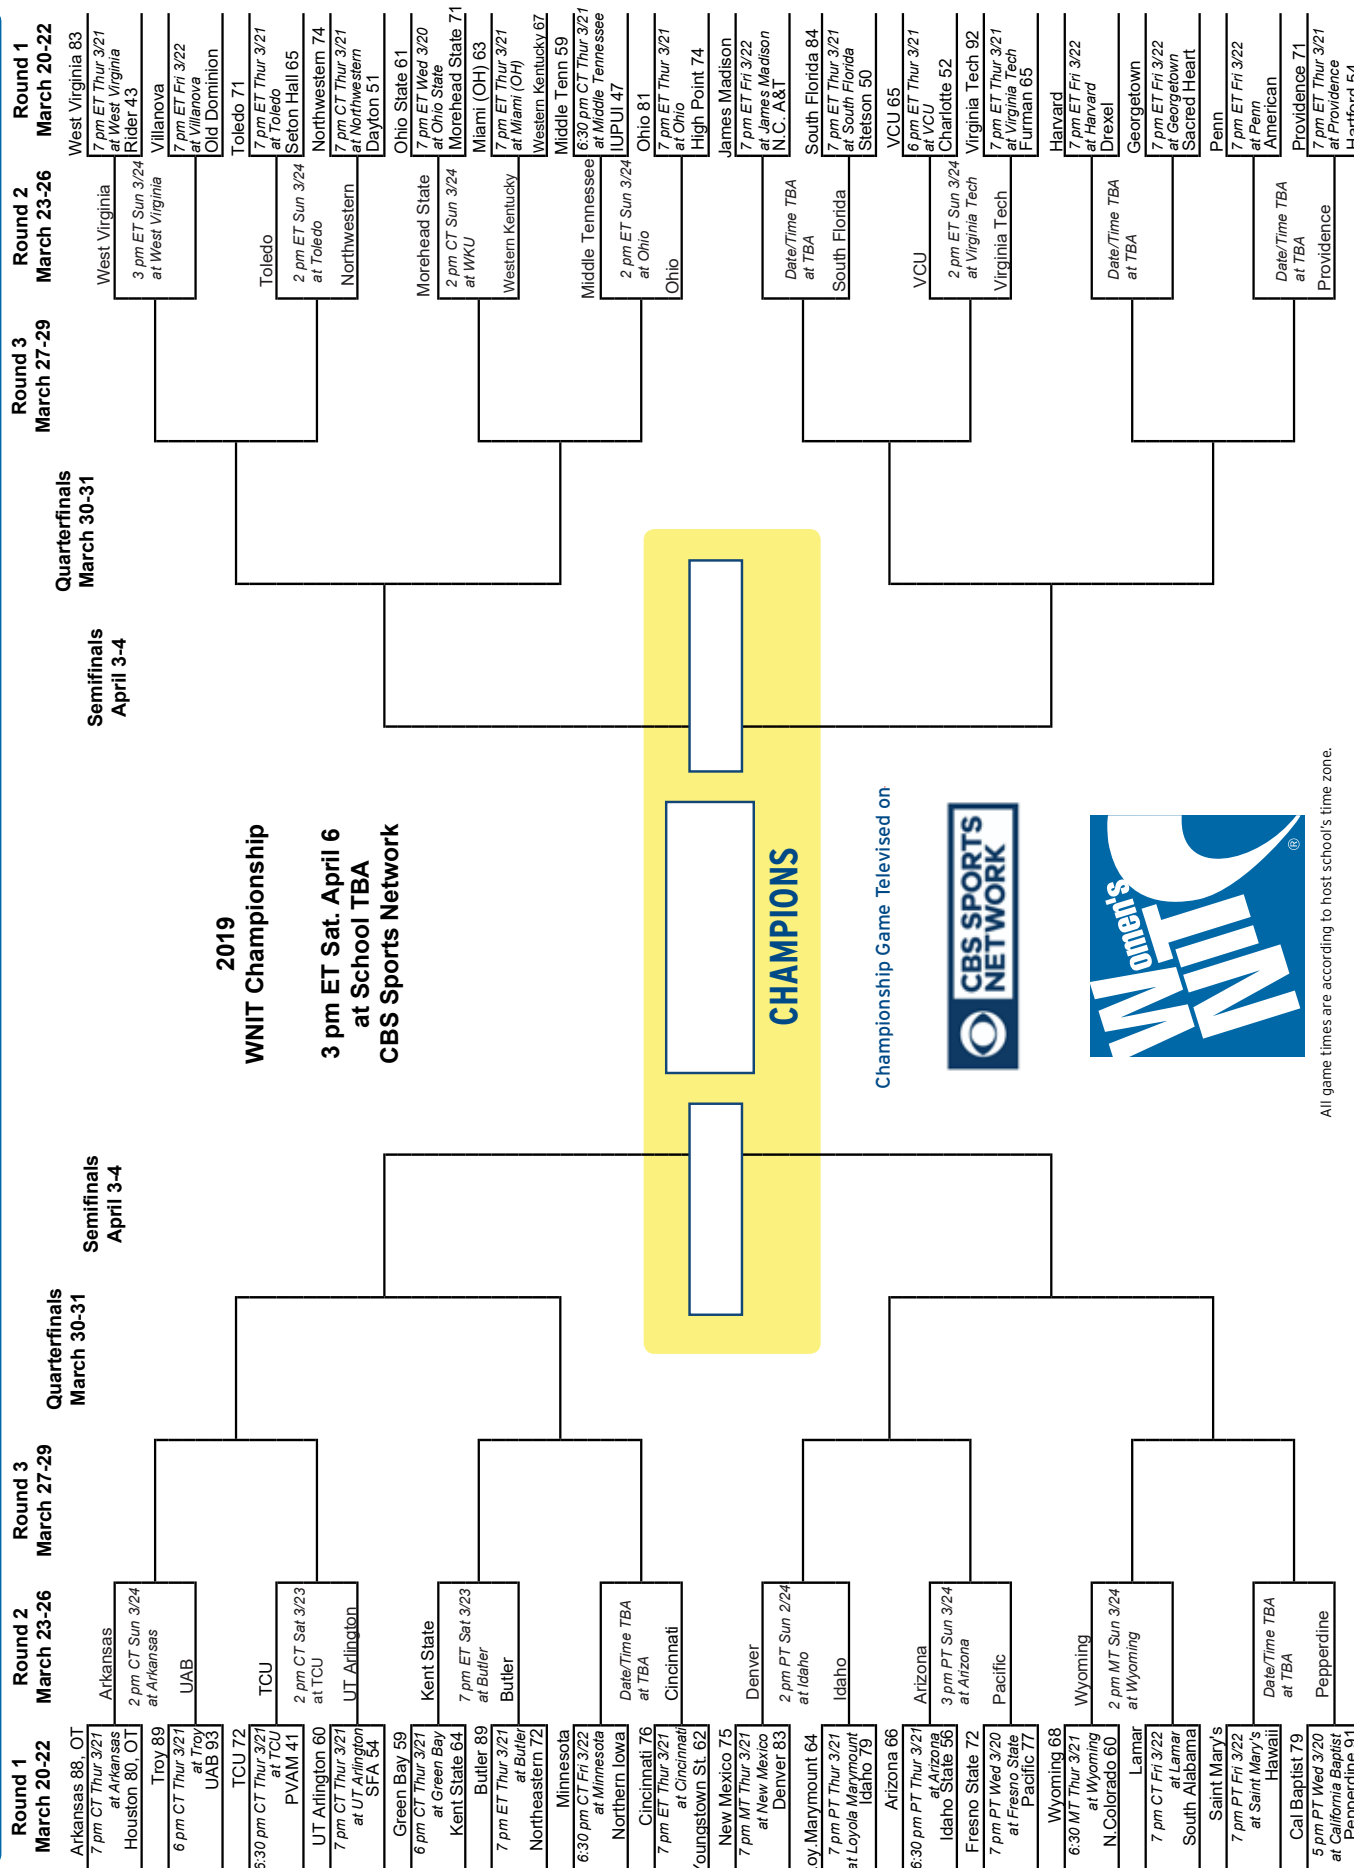 Round 1
March 20-22
Round 2
March 23-26
Round 3
March 27-29
Quarterfinals
March 30-31
Semifinals
April 3-4
Semifinals
April 3-4
Quarterfinals
March 30-31
Round 3
March 27-29
Round 2
March 23-26
Round 1
March 20-22
Arkansas 88, OT
7 pm CT Thur 3/21
at Arkansas
Houston 80, OT
Troy 89
6 pm CT Thur 3/21
at Troy
UAB 93
TCU 72
6:30 pm CT Thur 3/21
at TCU
PVAM 41
UT Arlington 60
7 pm CT Thur 3/21
at UT Arlington
SFA 54
Green Bay 59
6 pm CT Thur 3/21
at Green Bay
Kent State 64
Butler 89
7 pm ET Thur 3/21
at Butler
Northeastern 72
Minnesota
6:30 pm CT Fri 3/22
at Minnesota
Northern Iowa
Cincinnati 76
7 pm ET Thur 3/21
at Cincinnati
Youngstown St. 62
New Mexico 75
7 pm MT Thur 3/21
at New Mexico
Denver 83
Loy.Marymount 64
7 pm PT Thur 3/21
at Loyola Marymount
Idaho 79
Arizona 66
6:30 pm PT Thur 3/21
at Arizona
Idaho State 56
Fresno State 72
7 pm PT Wed 3/20
at Fresno State
Pacific 77
Wyoming 68
6:30 MT Thur 3/21
at Wyoming
N.Colorado 60
Lamar
7 pm CT Fri 3/22
at Lamar
South Alabama
Saint Mary's
7 pm PT Fri 3/22
at Saint Mary's
Hawaii
Cal Baptist 79
5 pm PT Wed 3/20
at California Baptist
Pepperdine 91
Arkansas
2 pm CT Sun 3/24
at Arkansas
UAB
TCU
2 pm CT Sat 3/23
at TCU
UT Arlington
Kent State
7 pm ET Sat 3/23
at Butler
Butler
Date/Time TBA
at TBA
Cincinnati
Denver
2 pm PT Sun 2/24
at Idaho
Idaho
Arizona
3 pm PT Sun 3/24
at Arizona
Pacific
Wyoming
2 pm MT Sun 3/24
at Wyoming
Date/Time TBA
at TBA
Pepperdine
2019
WNIT Championship
3 pm ET Sat. April 6
at School TBA
CBS Sports Network
CHAMPIONS
Championship Game Televised on
CBS SPORTS
NETWORK
Women's
NIT
®
All game times are according to host school's time zone.
West Virginia
3 pm ET Sun 3/24
at West Virginia
Toledo
2 pm ET Sun 3/24
at Toledo
Northwestern
Morehead State
2 pm CT Sun 3/24
at WKU
Western Kentucky
Middle Tennessee
2 pm ET Sun 3/24
at Ohio
Ohio
Date/Time TBA
at TBA
South Florida
VCU
2 pm ET Sun 3/24
at Virginia Tech
Virginia Tech
Date/Time TBA
at TBA
Date/Time TBA
at TBA
Providence
West Virginia 83
7 pm ET Thur 3/21
at West Virginia
Rider 43
Villanova
7 pm ET Fri 3/22
at Villanova
Old Dominion
Toledo 71
7 pm ET Thur 3/21
at Toledo
Seton Hall 65
Northwestern 74
7 pm CT Thur 3/21
at Northwestern
Dayton 51
Ohio State 61
7 pm ET Wed 3/20
at Ohio State
Morehead State 71
Miami (OH) 63
7 pm ET Thur 3/21
at Miami (OH)
Western Kentucky 67
Middle Tenn 59
6:30 pm CT Thur 3/21
at Middle Tennessee
IUPUI 47
Ohio 81
7 pm ET Thur 3/21
at Ohio
High Point 74
James Madison
7 pm ET Fri 3/22
at James Madison
N.C. A&T
South Florida 84
7 pm ET Thur 3/21
at South Florida
Stetson 50
VCU 65
6 pm ET Thur 3/21
at VCU
Charlotte 52
Virginia Tech 92
7 pm ET Thur 3/21
at Virginia Tech
Furman 65
Harvard
7 pm ET Fri 3/22
at Harvard
Drexel
Georgetown
7 pm ET Fri 3/22
at Georgetown
Sacred Heart
Penn
7 pm ET Fri 3/22
at Penn
American
Providence 71
7 pm ET Thur 3/21
at Providence
Hartford 54